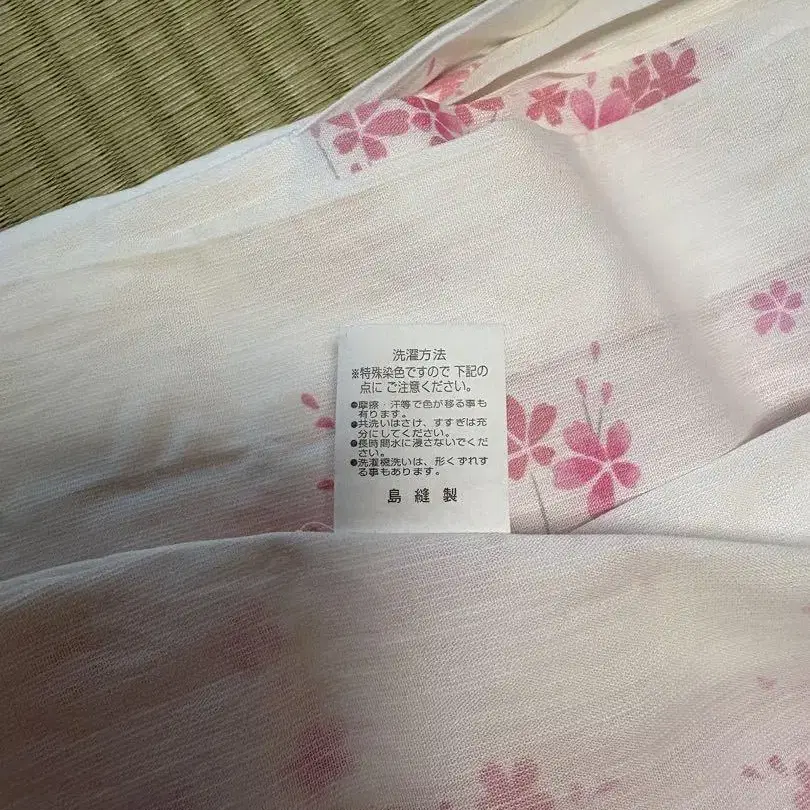 洗濯方法
※特殊染色ですので 下記の
点に ご注意ください。
●摩擦・汗等で色が移る事も
有ります。
●共洗いはさけ、すすぎは充
分にしてください。
●長時間水に浸さないでくだ
さい。
●洗濯機洗いは、形くずれす
る事もあります。
島縫製